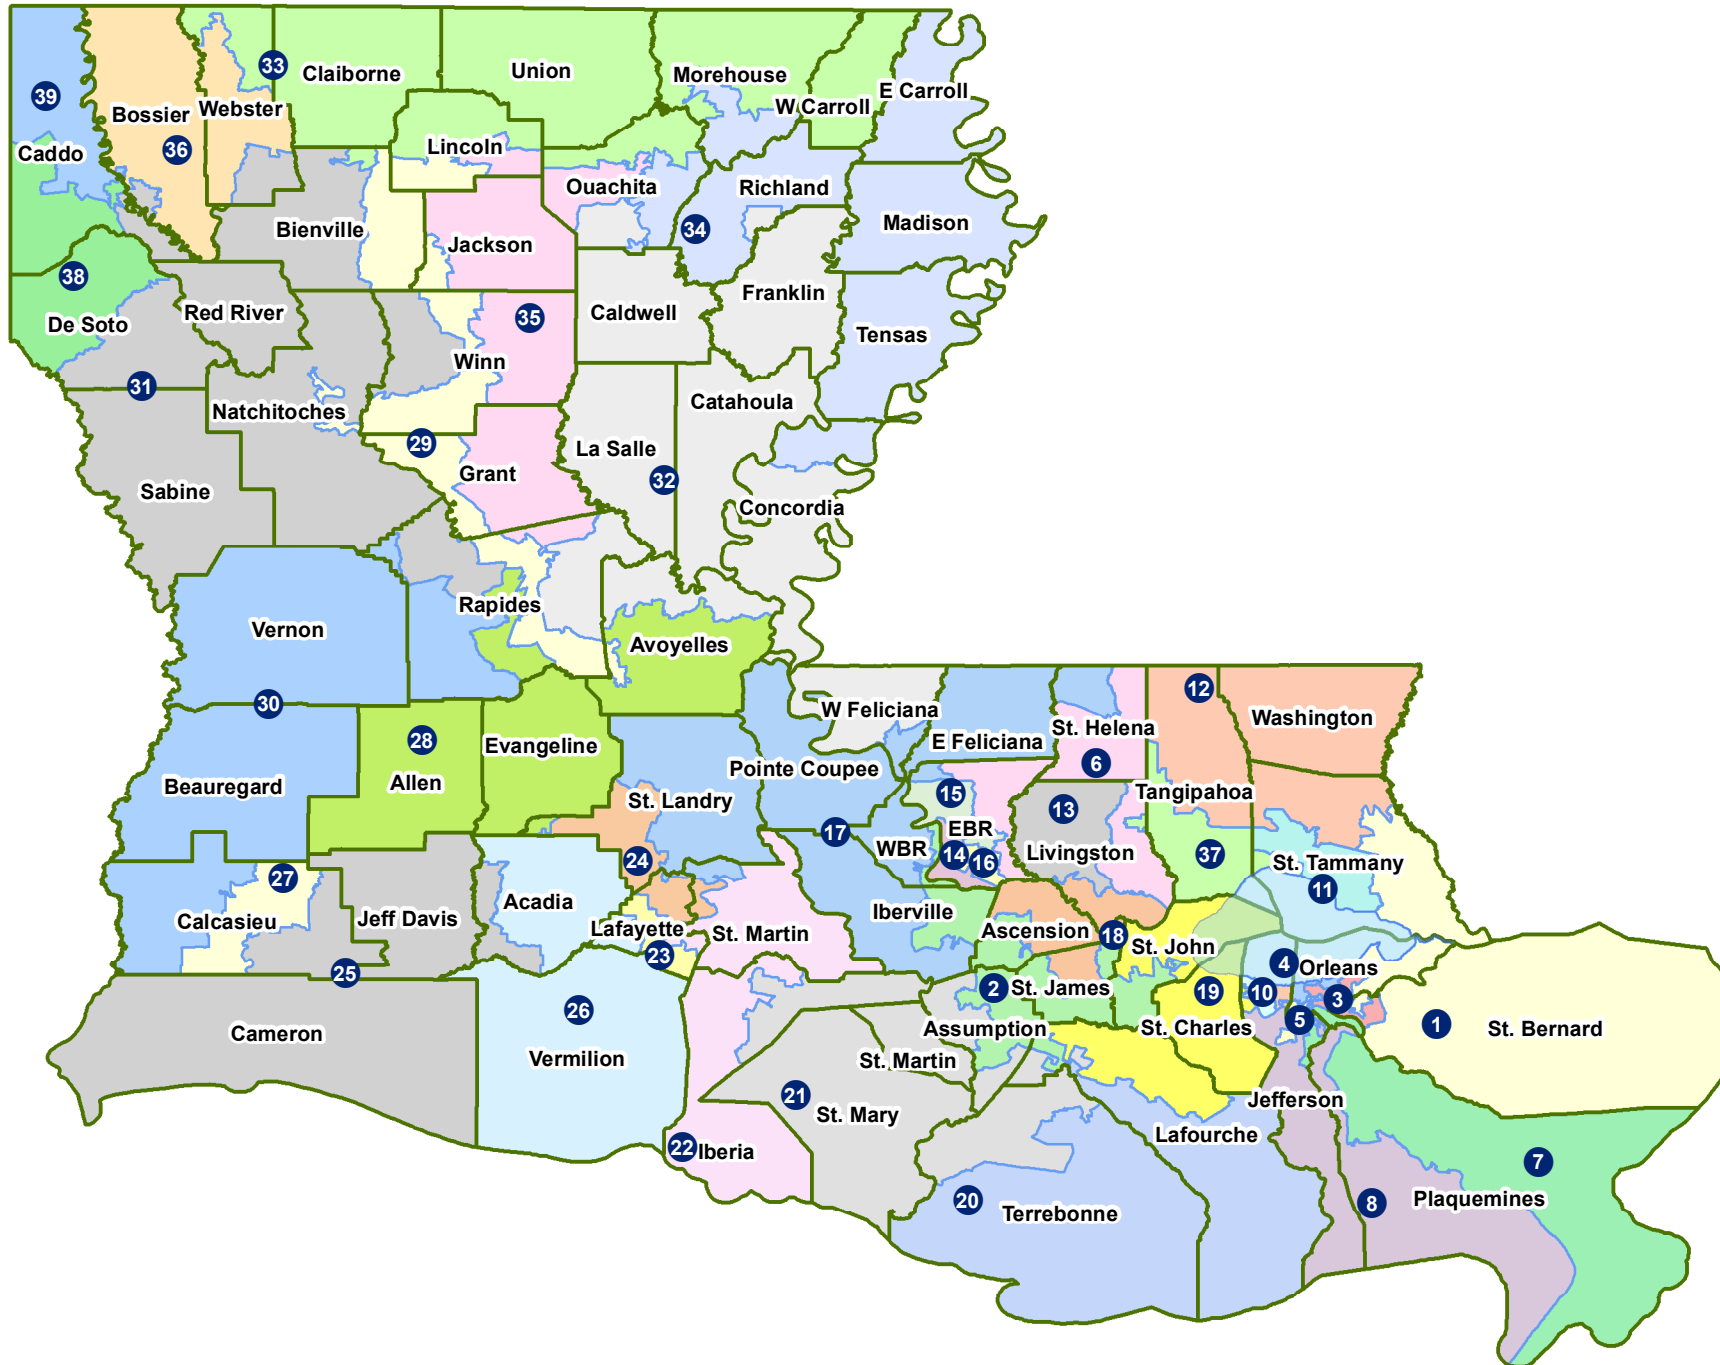 33
Claiborne
Union
Morehouse
W Carroll
E Carroll
39
Bossier
Webster
36
Caddo
Lincoln
Ouachita
Richland
34
Madison
Bienville
Jackson
38
De Soto
Red River
35
Caldwell
Franklin
Tensas
Winn
31
Natchitoches
Catahoula
29
La Salle
Grant
32
Sabine
Concordia
Rapides
Vernon
Avoyelles
30
W Feliciana
E Feliciana
St. Helena
12
Washington
28
Evangeline
6
Allen
Beauregard
Pointe Coupee
St. Landry
15
13
Tangipahoa
17
EBR
WBR
14
16
Livingston
37
St. Tammany
11
24
27
Acadia
Calcasieu
Jeff Davis
Lafayette
St. Martin
Iberville
Ascension
18
St. John
4
Orleans
23
25
2
St. James
19
10
3
5
26
Assumption
St. Charles
1
St. Bernard
Cameron
Vermilion
St. Martin
21
St. Mary
Jefferson
Lafourche
22
Iberia
7
20
Terrebonne
8
Plaquemines